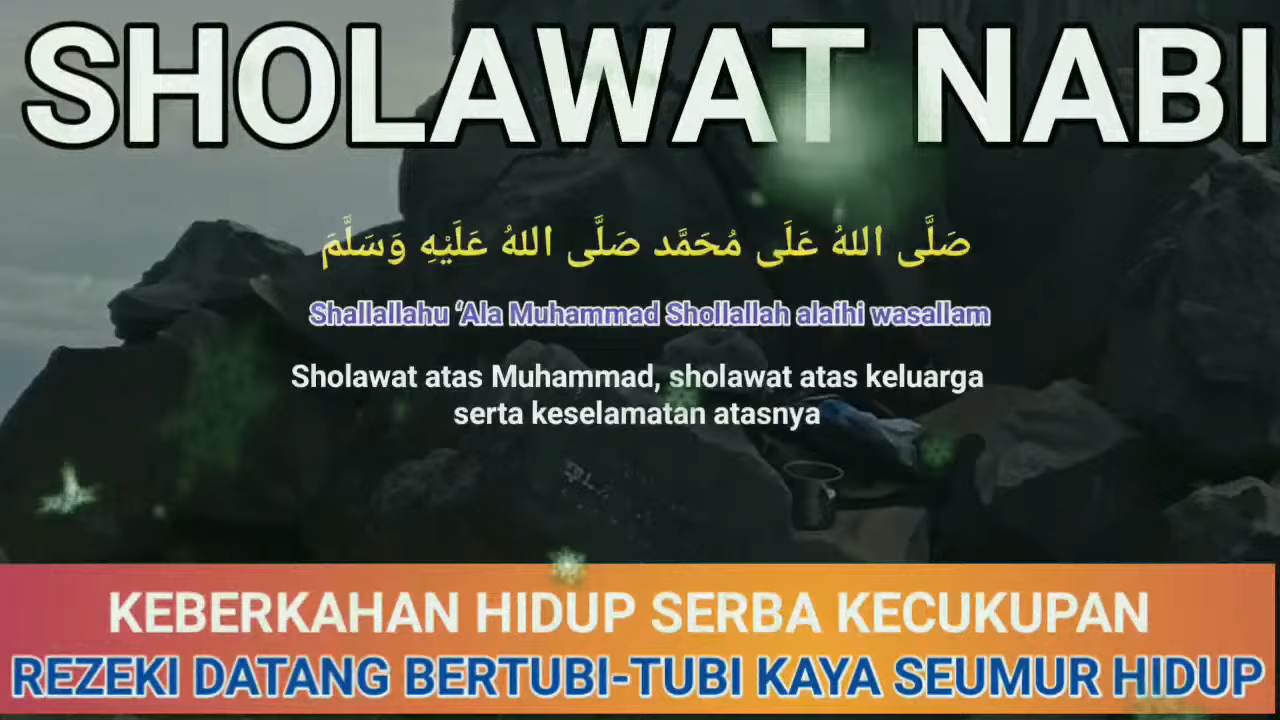 SHOLAWAT NABI
صَلَّى اللهُ عَلَى مُحَمَّد صَلَّى اللهُ عَلَيْهِ وَسَلَّمَ
Shallallahu ‘Ala Muhammad Shollallah alaihi wasallam
Sholawat atas Muhammad, sholawat atas keluarga
serta keselamatan atasnya
KEBERKAHAN HIDUP SERBA KECUKUPAN
REZEKI DATANG BERTUBI-TUBI KAYA SEUMUR HIDUP